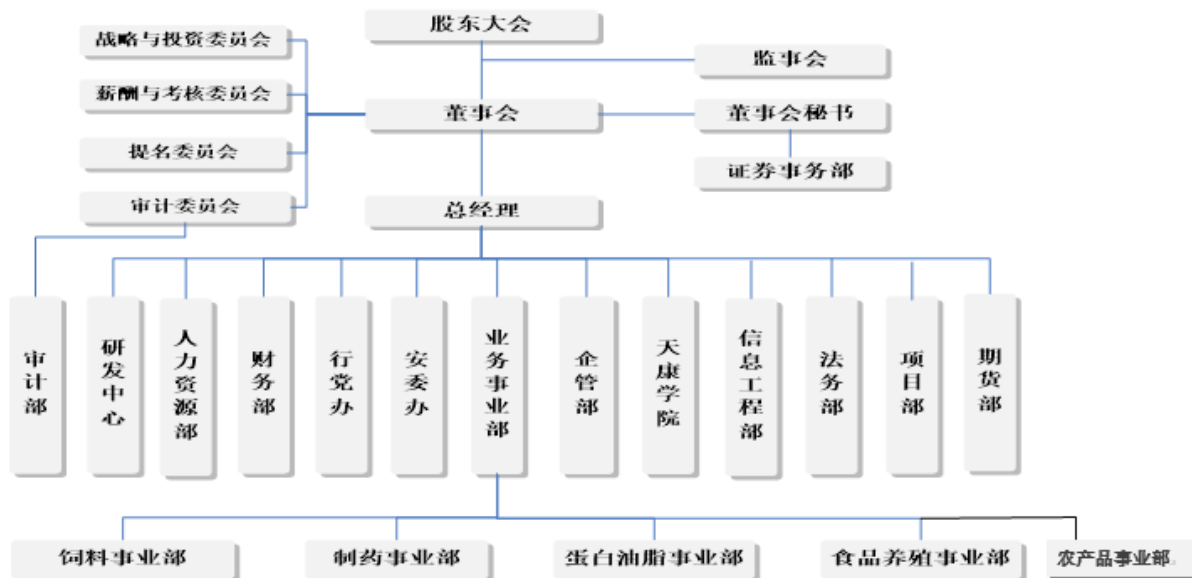 股东大会
战略与投资委员会
监事会
薪酬与考核委员会
董事会
董事会秘书
提名委员会
证券事务部
审计委员会
总经理
审计部
研发中心
人力资源部
财务部
行党办
安委办
业务事业部
企管部
天康学院
信息工程部
法务部
项目部
期货部
饲料事业部
制药事业部
蛋白油脂事业部
食品养殖事业部
农产品事业部